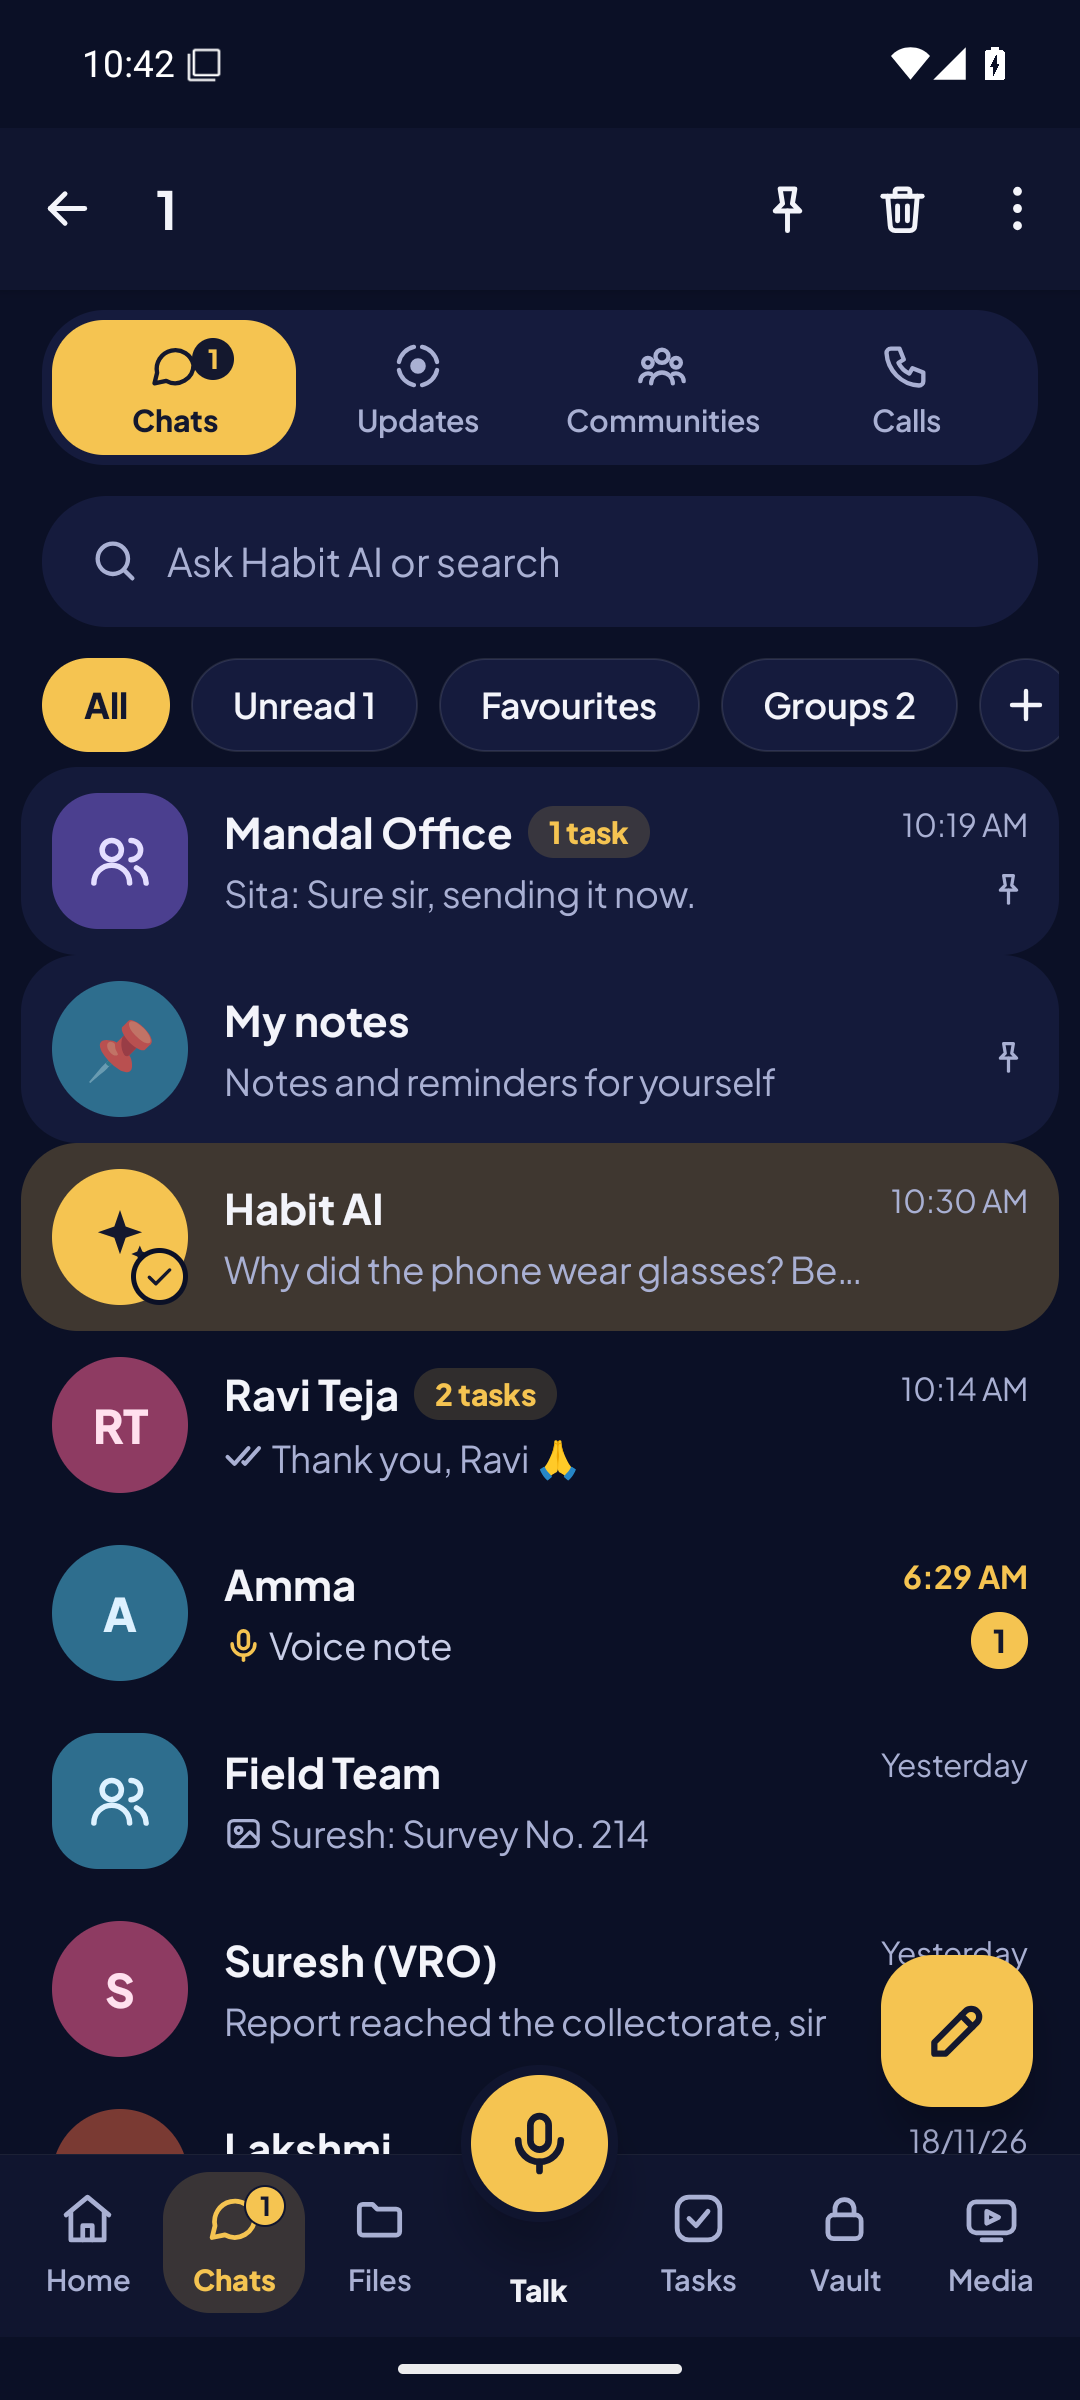 10:42
1
1
Chats
Updates
Communities
Calls
Ask Habit AI or search
All
Unread 1
Favourites
Groups 2
Mandal Office
1 task
10:19 AM
Sita: Sure sir, sending it now.
My notes
Notes and reminders for yourself
Habit AI
10:30 AM
Why did the phone wear glasses? Be...
RT
Ravi Teja
2 tasks
10:14 AM
Thank you, Ravi 🙏
A
Amma
6:29 AM
Voice note
1
Field Team
Yesterday
Suresh: Survey No. 214
S
Suresh (VRO)
Yesterday
Report reached the collectorate, sir
Lakshmi
18/11/26
1
Home
Chats
Files
Talk
Tasks
Vault
Media